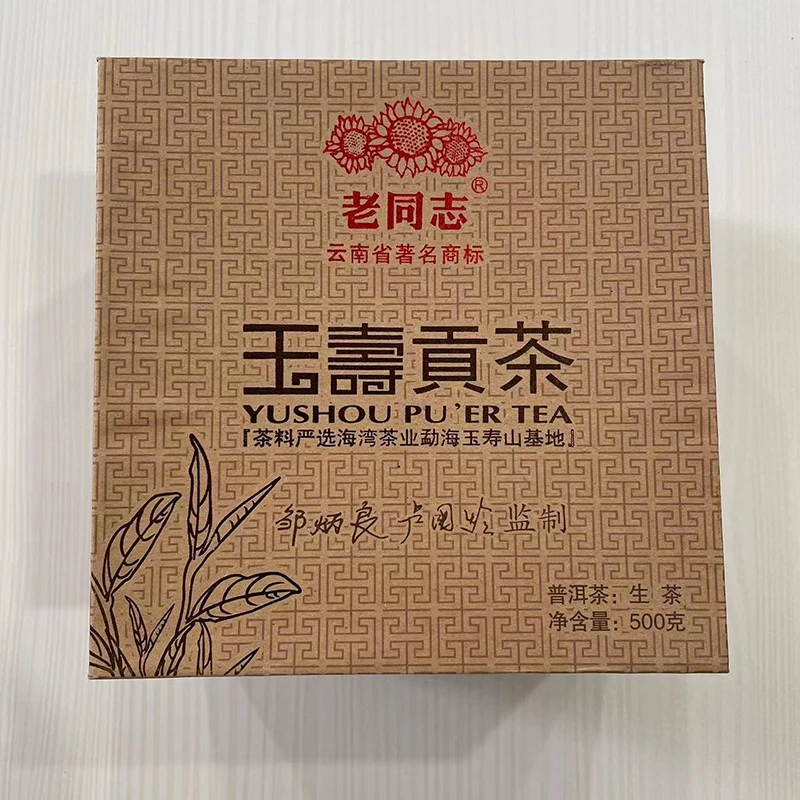 老同志®
云南省著名商标
玉壽貢茶
YUSHOU PU'ER TEA
『茶料严选海湾茶业勐海玉寿山基地』
邹炳良 卢国龄 监制
普洱茶：生 茶
净含量：500克